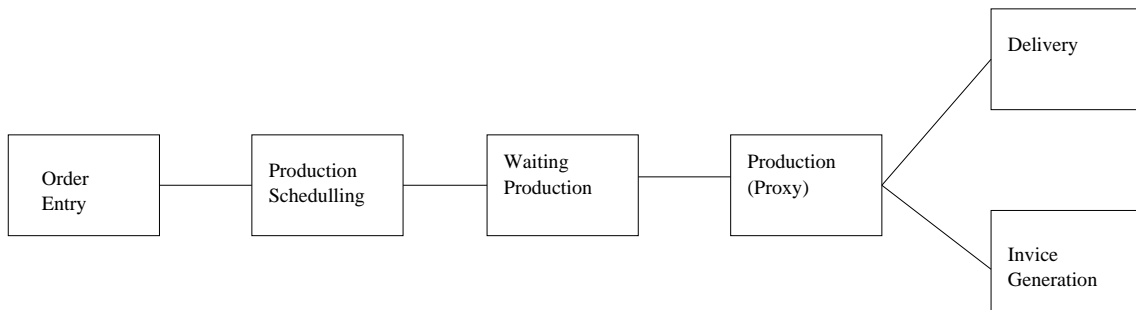 Order
Entry
Production
Schedulling
Waiting
Production
Production
(Proxy)
Delivery
Invice
Generation